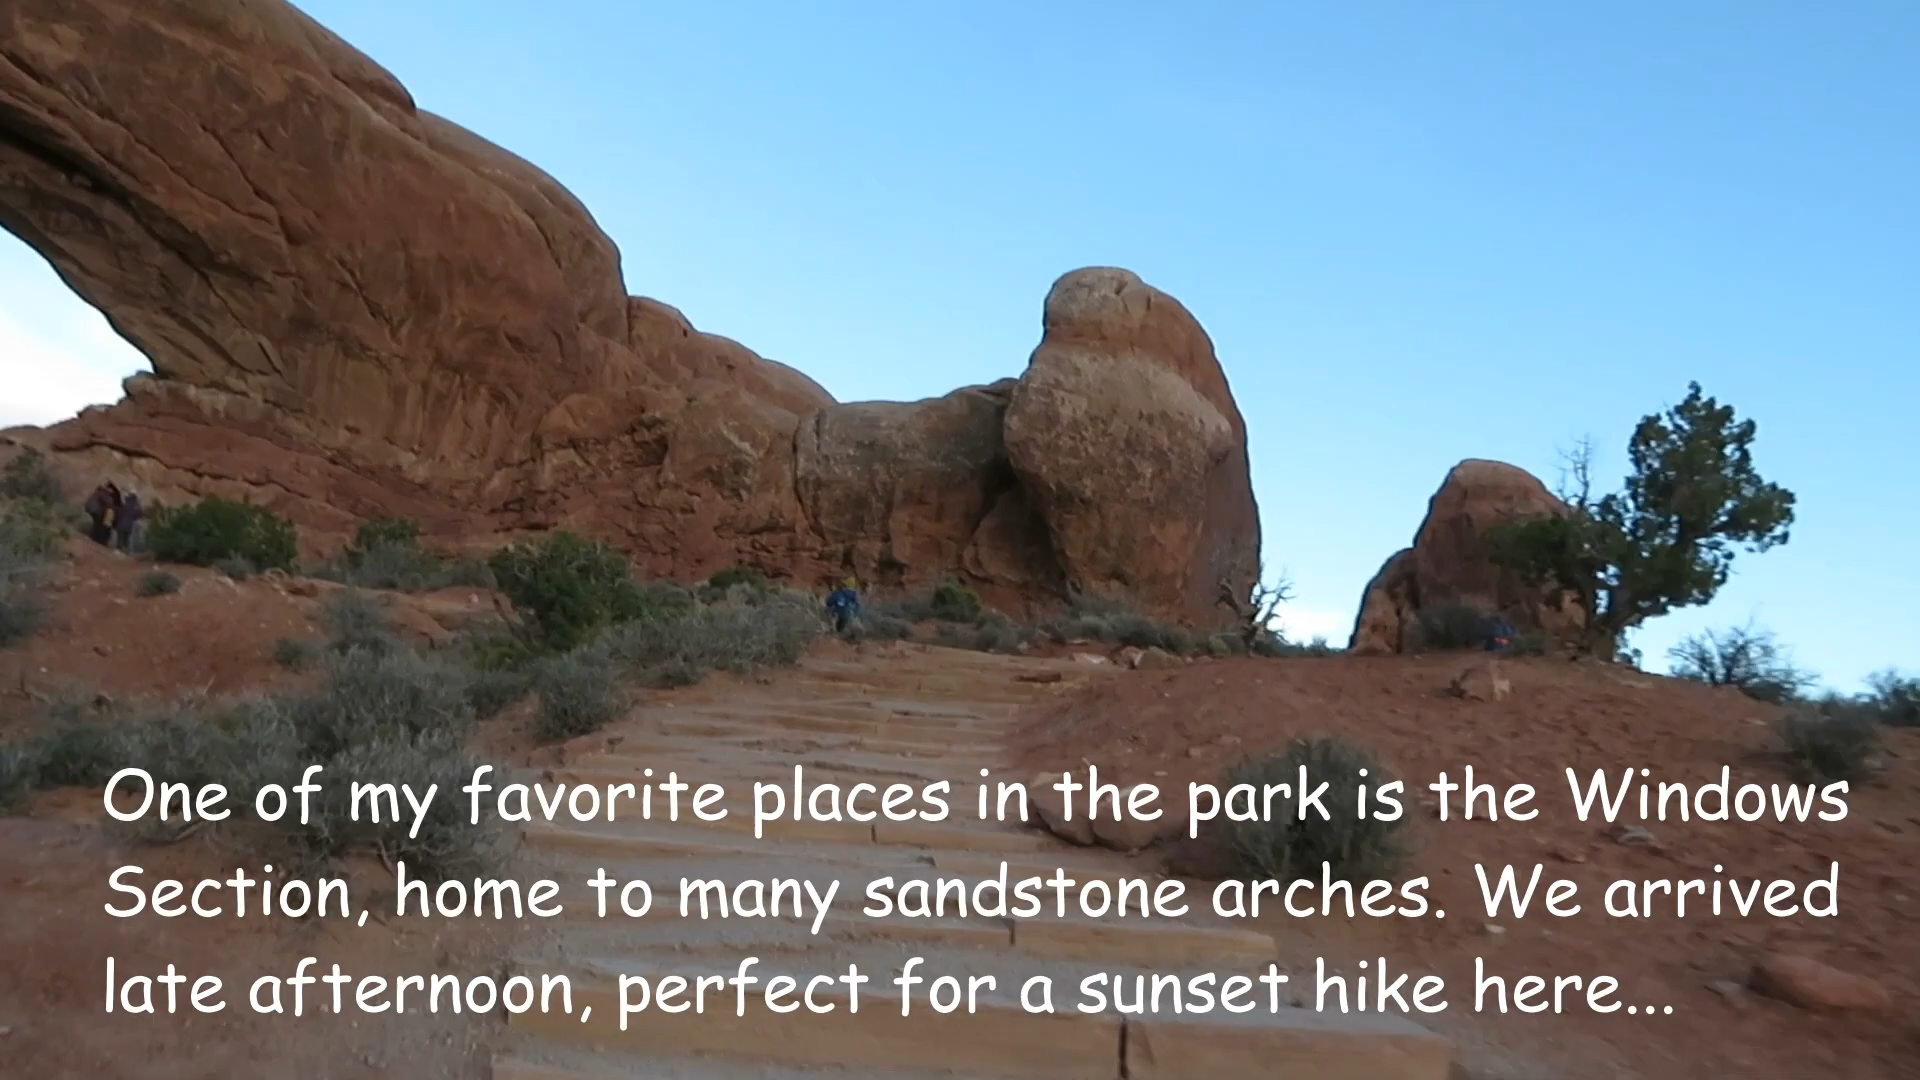 One of my favorite places in the park is the Windows
Section, home to many sandstone arches. We arrived
late afternoon, perfect for a sunset hike here...